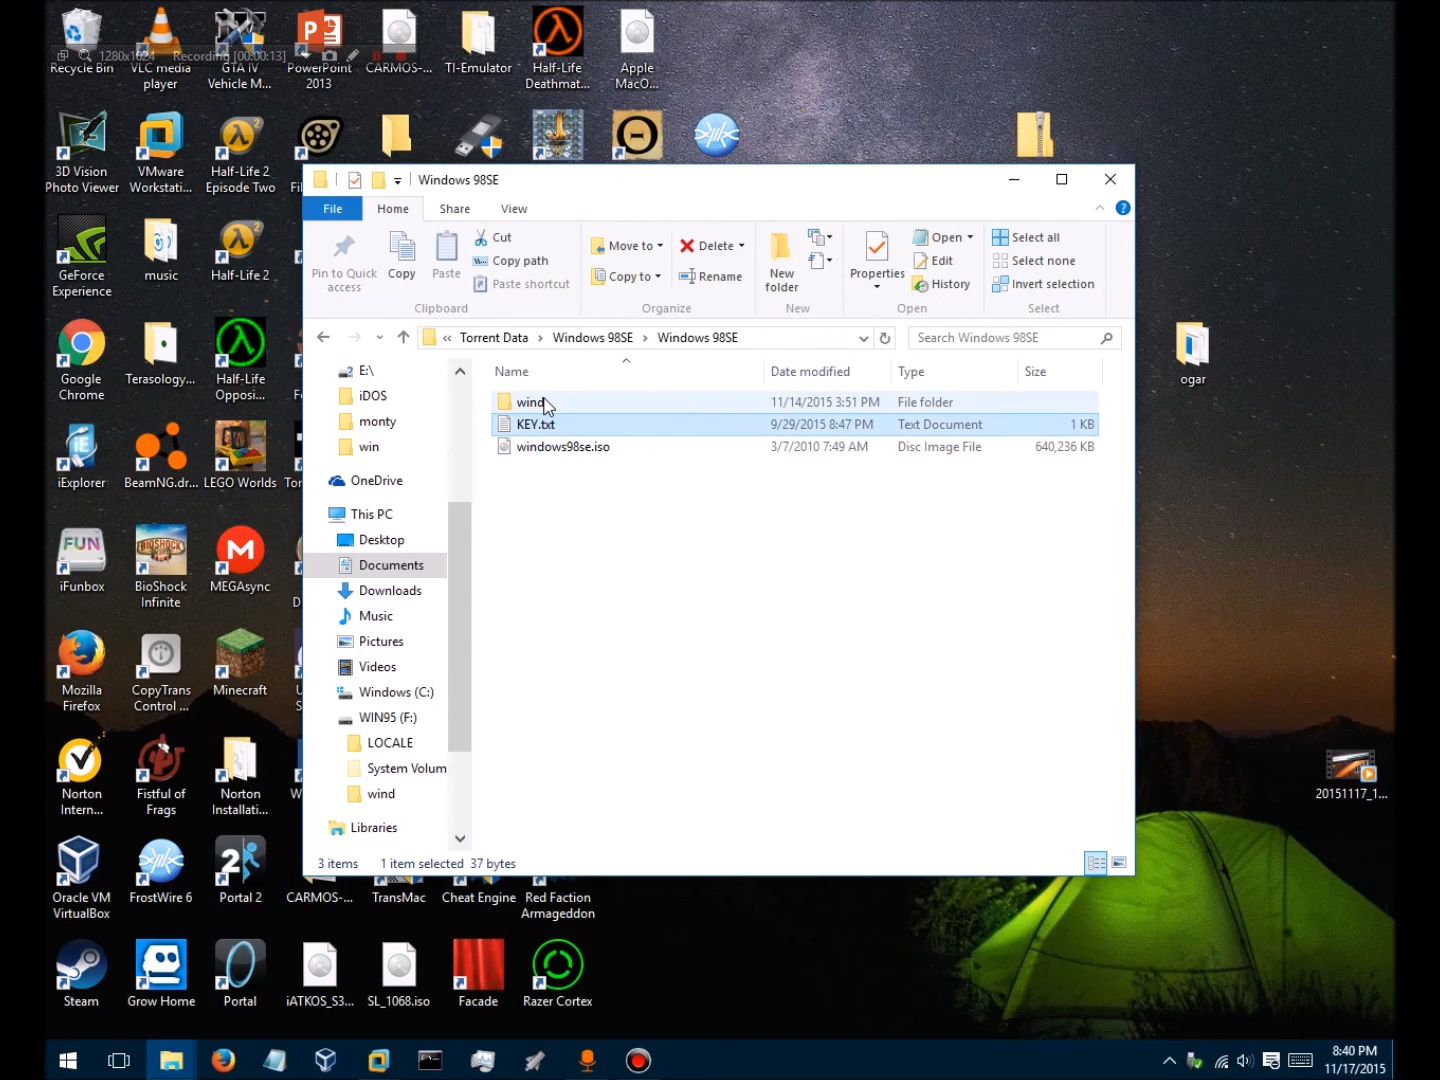 1280x1024 Recording [00:00:13]
Recycle Bin
VLC media
player
GTA IV
Vehicle M...
PowerPoint
2013
CARMOS-...
TI-Emulator
Half-Life
Deathmat...
Apple
MacO...
3D Vision
Photo Viewer
VMware
Workstati...
Half-Life 2
Episode Two
Windows 98SE
File
Home
Share
View
Pin to Quick
access
Copy
Paste
Cut
Copy path
Paste shortcut
Clipboard
Move to
Copy to
Delete
Rename
Organize
New
folder
New
Properties
Open
Edit
History
Open
Select all
Select none
Invert selection
Select
« Torrent Data > Windows 98SE > Windows 98SE
Search Windows 98SE
Name
Date modified
Type
Size
wind 11/14/2015 3:51 PM File folder
KEY.txt 9/29/2015 8:47 PM Text Document 1 KB
windows98se.iso 3/7/2010 7:49 AM Disc Image File 640,236 KB
E:\
iDOS
monty
win
OneDrive
This PC
Desktop
Documents
Downloads
Music
Pictures
Videos
Windows (C:)
WIN95 (F:)
LOCALE
System Volum
wind
Libraries
3 items 1 item selected 37 bytes
GeForce
Experience
music
Half-Life 2
Google
Chrome
Terasology...
Half-Life
Opposi...
ogar
iExplorer
BeamNG.dr...
LEGO Worlds
FUN
iFunbox
BIOSHOCK
INFINITE
BioShock
Infinite
MEGAsync
Mozilla
Firefox
CopyTrans
Control ...
Minecraft
Norton
Intern...
Fistful of
Frags
Norton
Installati...
20151117_1...
Oracle VM
VirtualBox
FrostWire 6
Portal 2
CARMOS-...
TransMac
Cheat Engine
Red Faction
Armageddon
Steam
Grow Home
Portal
iATKOS_S3...
SL_1068.iso
Facade
Razer Cortex
8:40 PM
11/17/2015